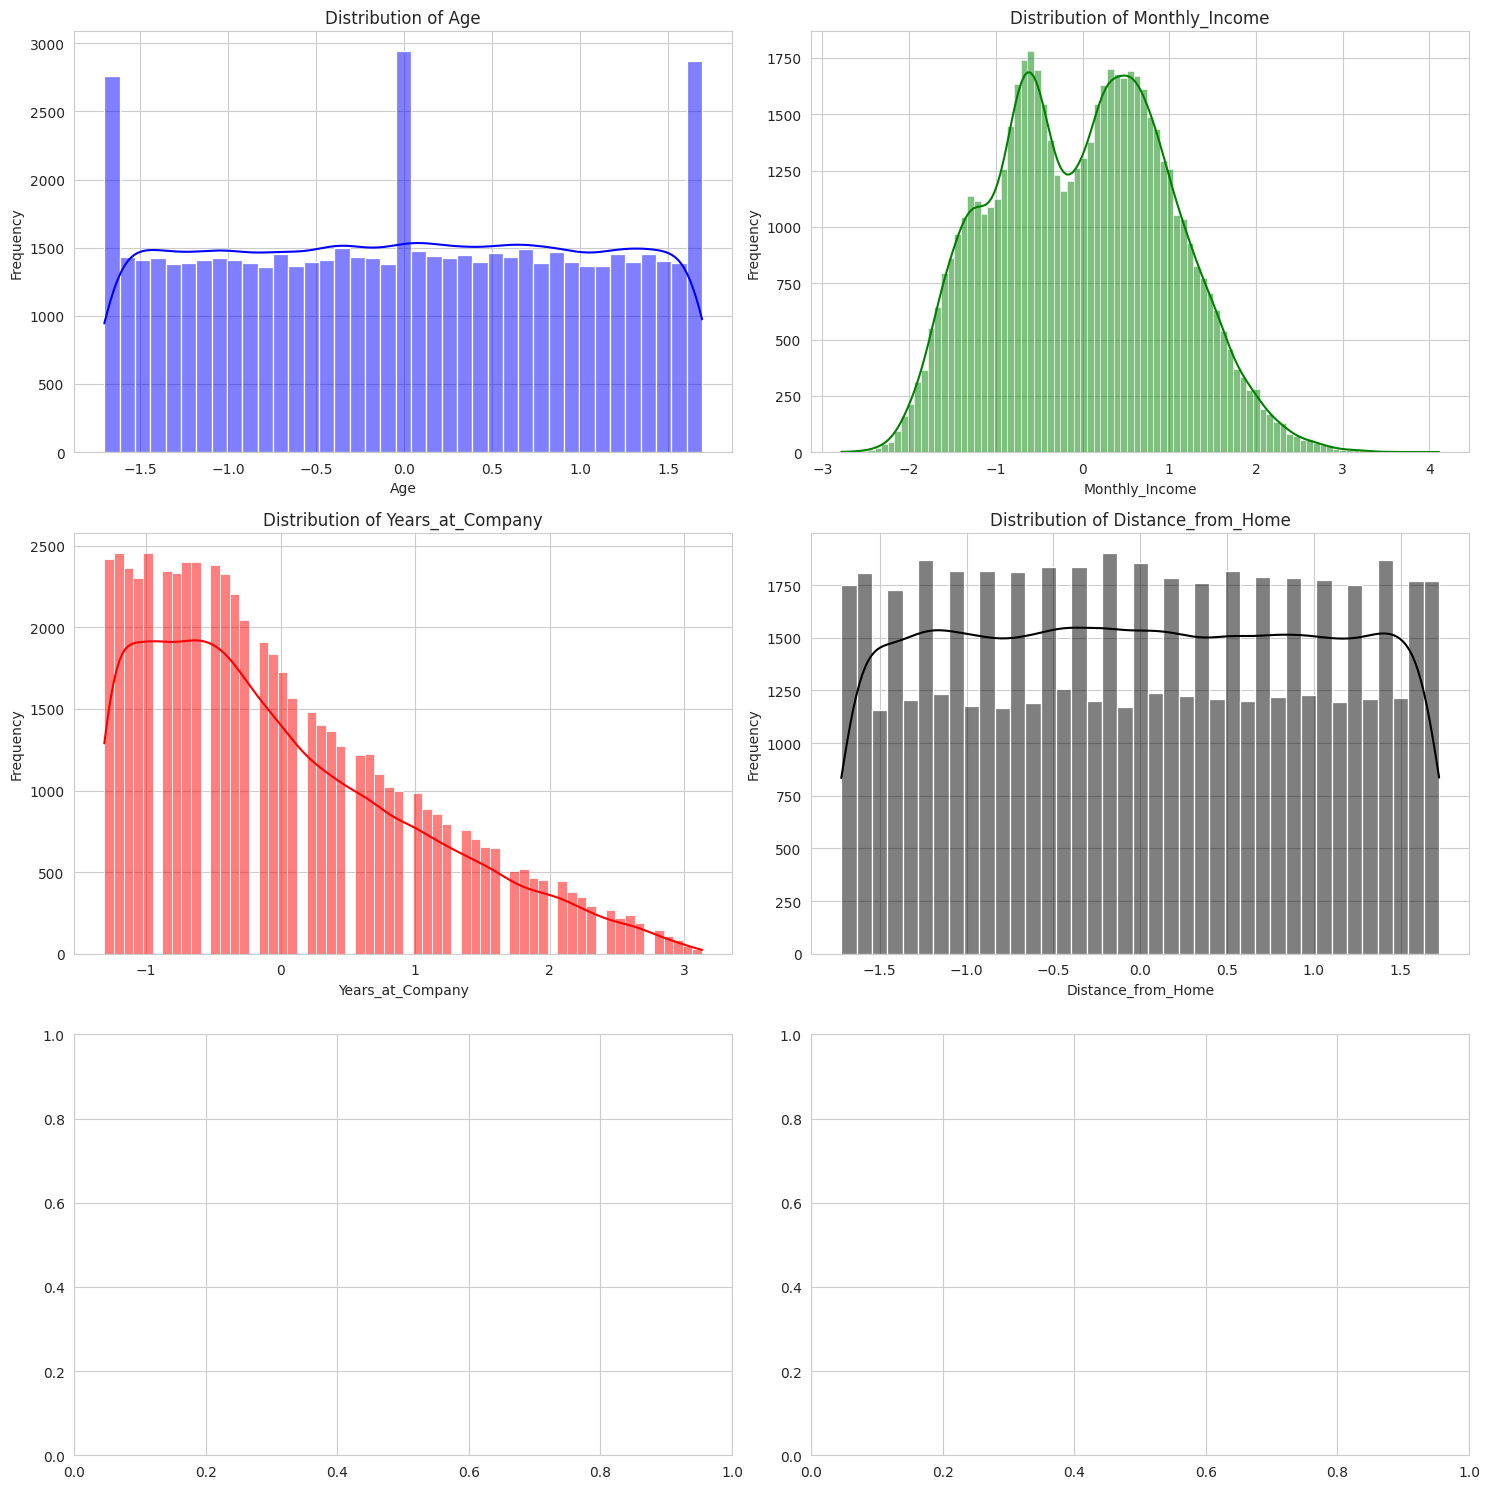 Distribution of Age
Frequency
3000
2500
2000
1500
1000
500
0
−1.5 −1.0 −0.5 0.0 0.5 1.0 1.5
Age
Distribution of Monthly_Income
Frequency
1750
1500
1250
1000
750
500
250
0
−3 −2 −1 0 1 2 3 4
Monthly_Income
Distribution of Years_at_Company
Frequency
2500
2000
1500
1000
500
0
−1 0 1 2 3
Years_at_Company
Distribution of Distance_from_Home
Frequency
1750
1500
1250
1000
750
500
250
0
−1.5 −1.0 −0.5 0.0 0.5 1.0 1.5
Distance_from_Home
1.0
0.8
0.6
0.4
0.2
0.0
0.0 0.2 0.4 0.6 0.8 1.0
1.0
0.8
0.6
0.4
0.2
0.0
0.0 0.2 0.4 0.6 0.8 1.0